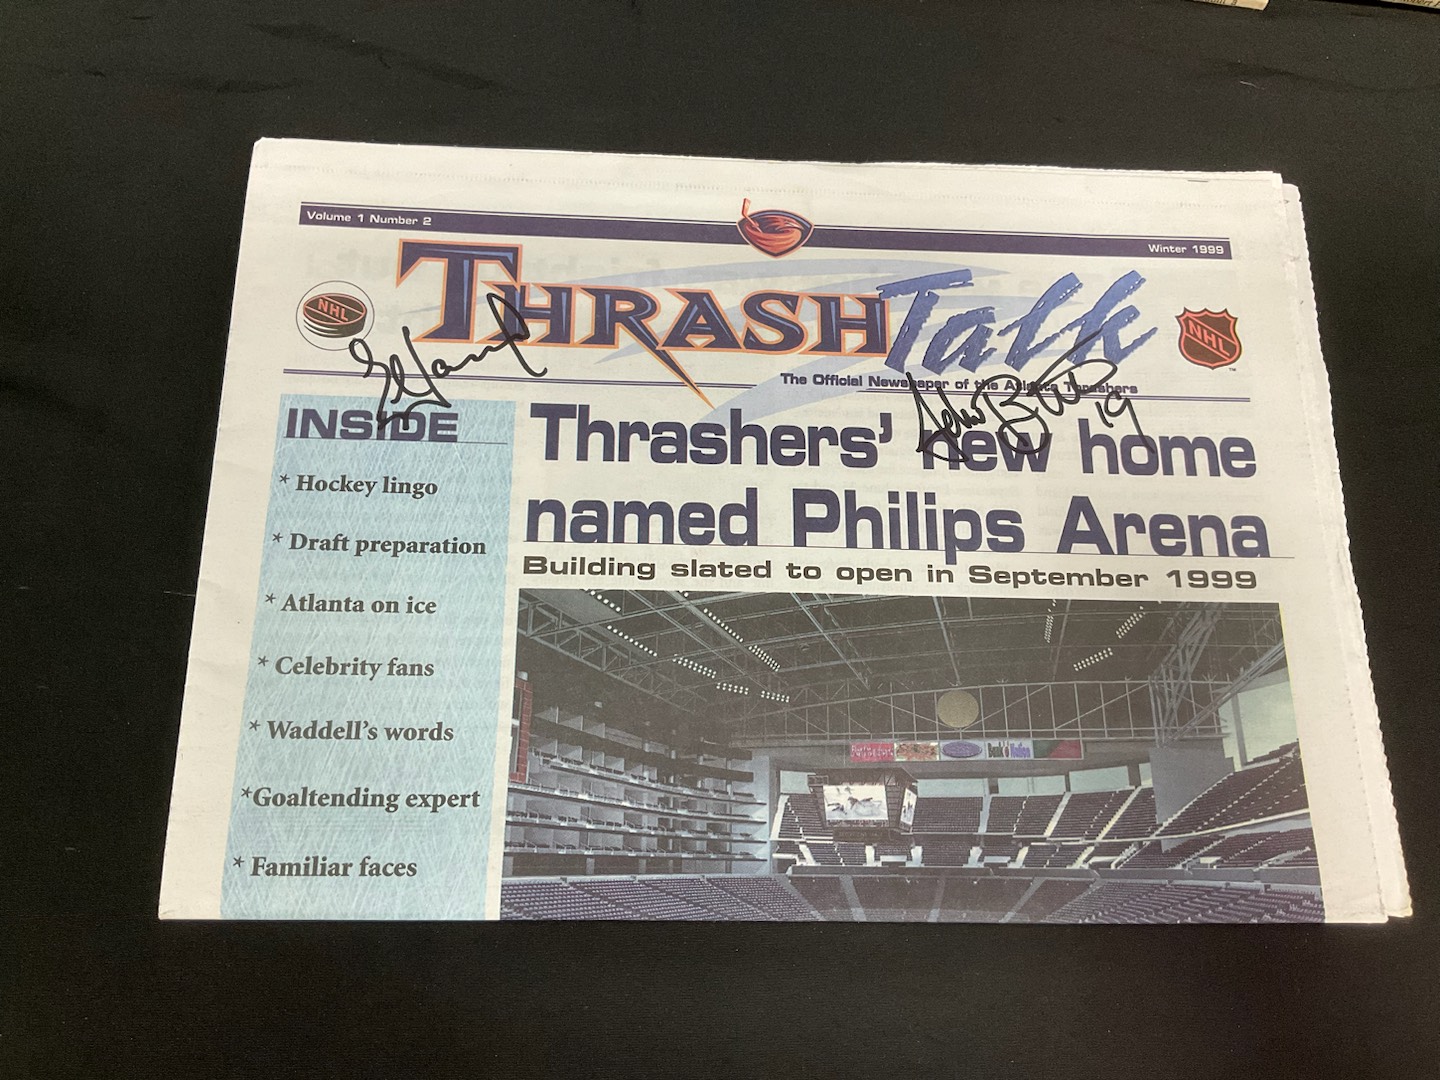 Volume 1 Number 2
Winter 1999
NHL
THRASH Talk
NHL
The Official Newspaper of the Atlanta Thrashers
19
INSIDE
* Hockey lingo
* Draft preparation
* Atlanta on ice
* Celebrity fans
* Waddell's words
*Goaltending expert
* Familiar faces
Thrashers' new home
named Philips Arena
Building slated to open in September 1999